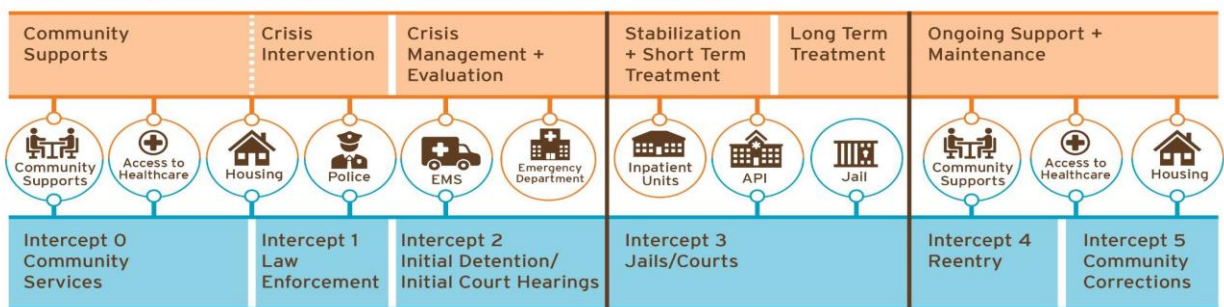 Community
Supports
Crisis
Intervention
Crisis
Management +
Evaluation
Stabilization
+ Short Term
Treatment
Long Term
Treatment
Ongoing Support +
Maintenance
Community
Supports
Access to
Healthcare
Housing
Police
EMS
Emergency
Department
Inpatient
Units
API
Jail
Community
Supports
Access to
Healthcare
Housing
Intercept 0
Community
Services
Intercept 1
Law
Enforcement
Intercept 2
Initial Detention/
Initial Court Hearings
Intercept 3
Jails/Courts
Intercept 4
Reentry
Intercept 5
Community
Corrections